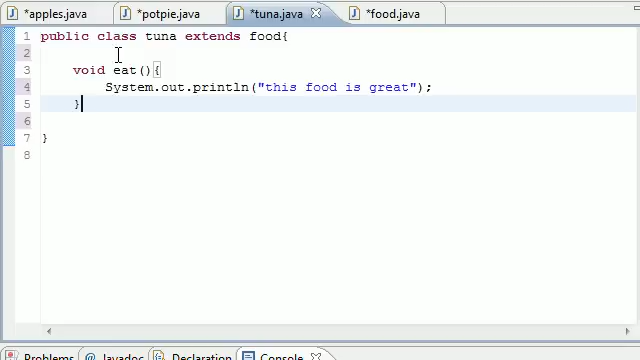 *apples.java *potpie.java *tuna.java *food.java
1 public class tuna extends food{
2
3 void eat(){
4 System.out.println("this food is great");
5 }
6
7 }
8
Problems @ Javadoc Declaration Console